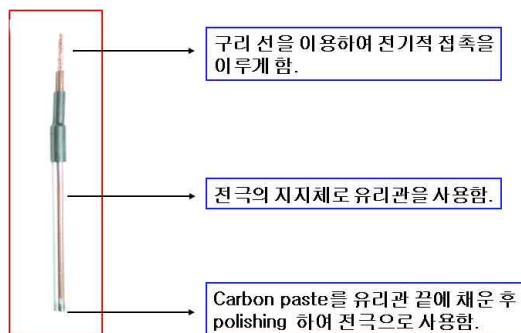 구리 선을 이용하여 전기적 접촉을
이루게 함.
전극의 지지체로 유리관을 사용함.
Carbon paste를 유리관 끝에 채운 후
polishing 하여 전극으로 사용함.